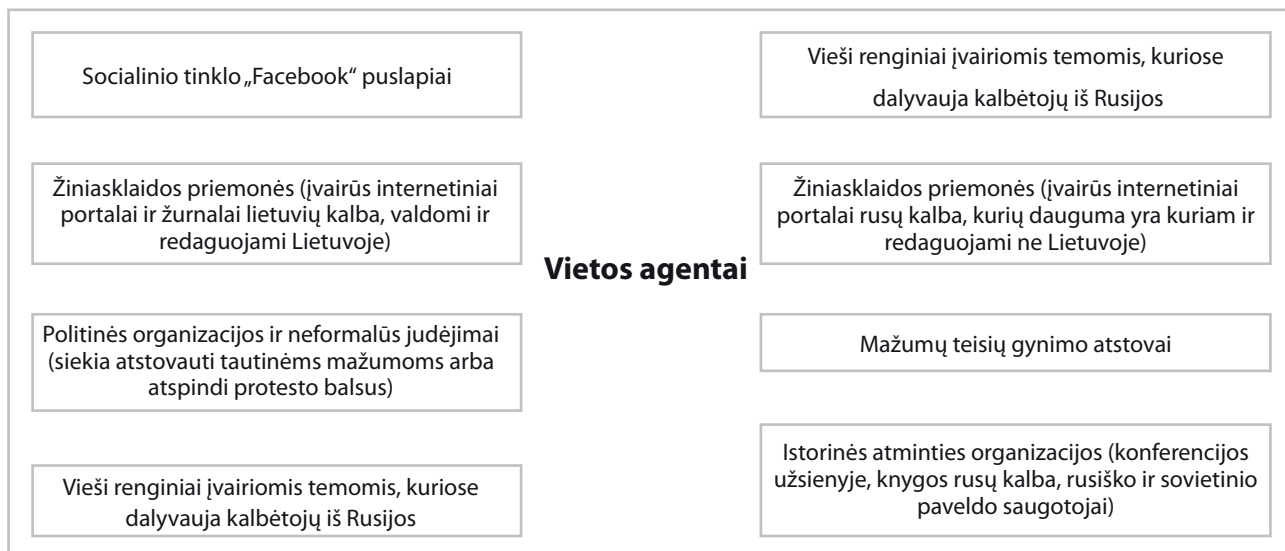 Socialinio tinklo „Facebook“ puslapiai
Vieši renginiai įvairiomis temomis, kuriose
dalyvauja kalbėtojų iš Rusijos
Žiniasklaidos priemonės (įvairūs internetiniai
portalai ir žurnalai lietuvių kalba, valdomi ir
redaguojami Lietuvoje)
Žiniasklaidos priemonės (įvairūs internetiniai
portalai rusų kalba, kurių dauguma yra kuriam ir
redaguojami ne Lietuvoje)
Vietos agentai
Politinės organizacijos ir neformalūs judėjimai
(siekia atstovauti tautinėms mažumoms arba
atspindi protesto balsus)
Mažumų teisių gynimo atstovai
Vieši renginiai įvairiomis temomis, kuriose
dalyvauja kalbėtojų iš Rusijos
Istorinės atminties organizacijos (konferencijos
užsienyje, knygos rusų kalba, rusiško ir sovietinio
paveldo saugotojai)